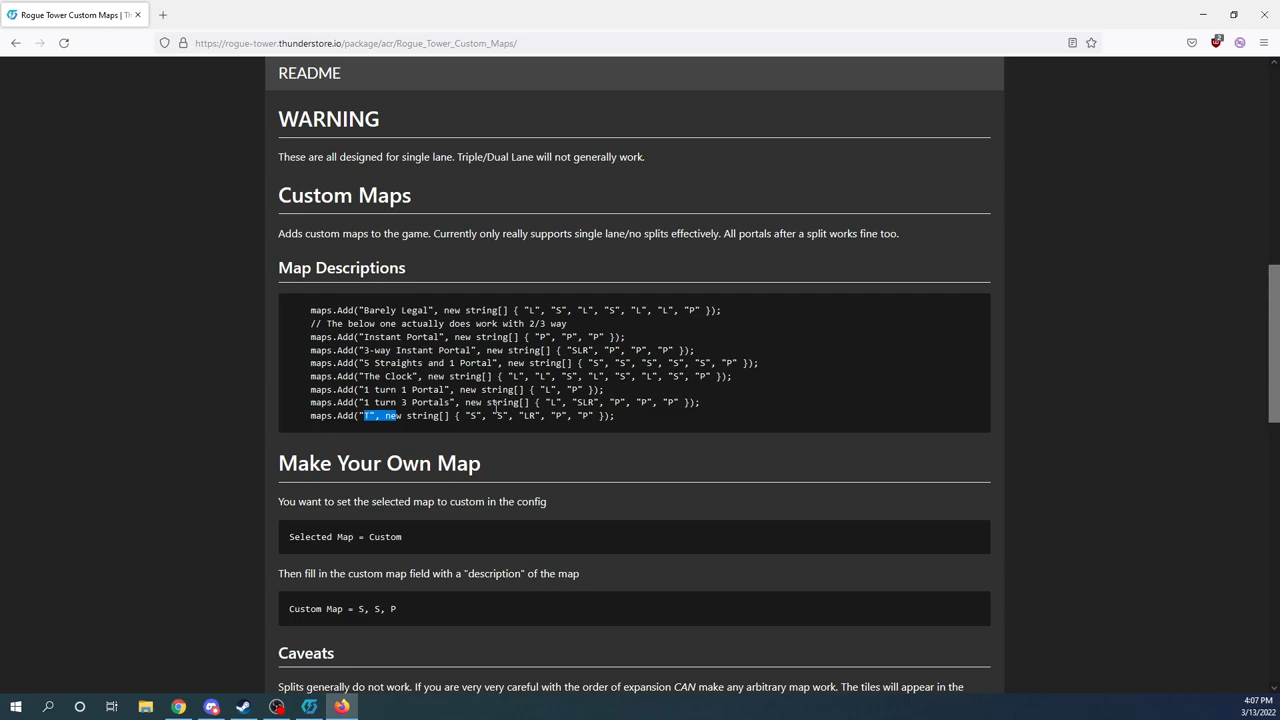 Rogue Tower Custom Maps | Th
https://rogue-tower.thunderstore.io/package/acr/Rogue_Tower_Custom_Maps/
2
README
WARNING
These are all designed for single lane. Triple/Dual Lane will not generally work.
Custom Maps
Adds custom maps to the game. Currently only really supports single lane/no splits effectively. All portals after a split works fine too.
Map Descriptions
maps.Add("Barely Legal", new string[] { "L", "S", "L", "S", "L", "L", "P" });
// The below one actually does work with 2/3 way
maps.Add("Instant Portal", new string[] { "P", "P", "P" });
maps.Add("3-way Instant Portal", new string[] { "SLR", "P", "P", "P" });
maps.Add("5 Straights and 1 Portal", new string[] { "S", "S", "S", "S", "S", "P" });
maps.Add("The Clock", new string[] { "L", "L", "S", "L", "S", "L", "S", "P" });
maps.Add("1 turn 1 Portal", new string[] { "L", "P" });
maps.Add("1 turn 3 Portals", new string[] { "L", "SLR", "P", "P", "P" });
maps.Add("T", new string[] { "S", "S", "LR", "P", "P" });
Make Your Own Map
You want to set the selected map to custom in the config
Selected Map = Custom
Then fill in the custom map field with a "description" of the map
Custom Map = S, S, P
Caveats
Splits generally do not work. If you are very very careful with the order of expansion CAN make any arbitrary map work. The tiles will appear in the
4:07 PM
3/13/2022